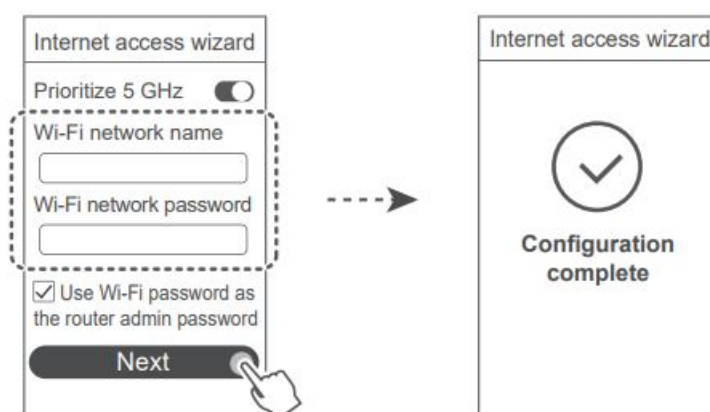 Internet access wizard
Prioritize 5 GHz
Wi-Fi network name
Wi-Fi network password
Use Wi-Fi password as
the router admin password
Next
Internet access wizard
Configuration
complete